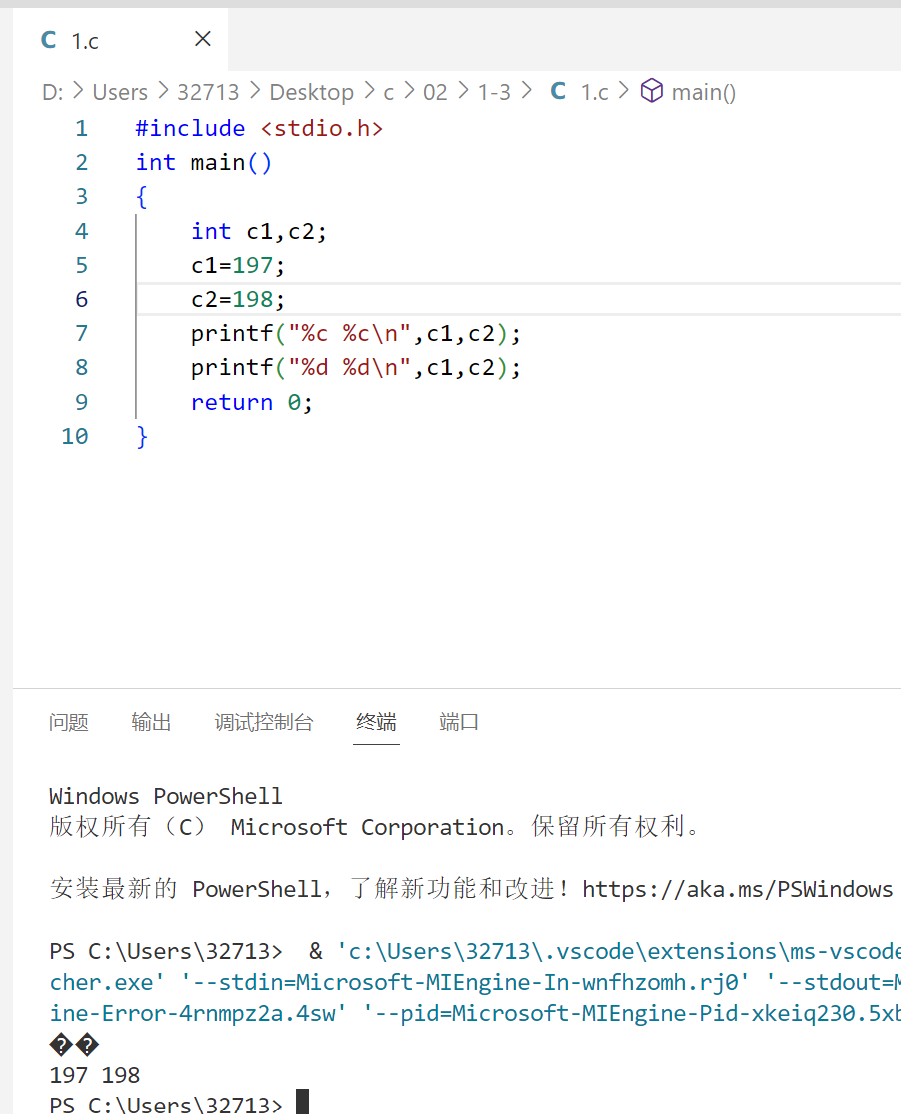 C 1.c ×
D: > Users > 32713 > Desktop > c > 02 > 1-3 > C 1.c > main()
1 #include <stdio.h>
2 int main()
3 {
4 int c1,c2;
5 c1=197;
6 c2=198;
7 printf("%c %c\n",c1,c2);
8 printf("%d %d\n",c1,c2);
9 return 0;
10 }
问题 输出 调试控制台 终端 端口
Windows PowerShell
版权所有（C） Microsoft Corporation。保留所有权利。
安装最新的 PowerShell，了解新功能和改进！https://aka.ms/PSWindows
PS C:\Users\32713>  & 'c:\Users\32713\.vscode\extensions\ms-vscode
cher.exe' '--stdin=Microsoft-MIEngine-In-wnfhzomh.rj0' '--stdout=M
ine-Error-4rnmpz2a.4sw' '--pid=Microsoft-MIEngine-Pid-xkeiq230.5xb
��
197 198
PS C:\Users\32713>